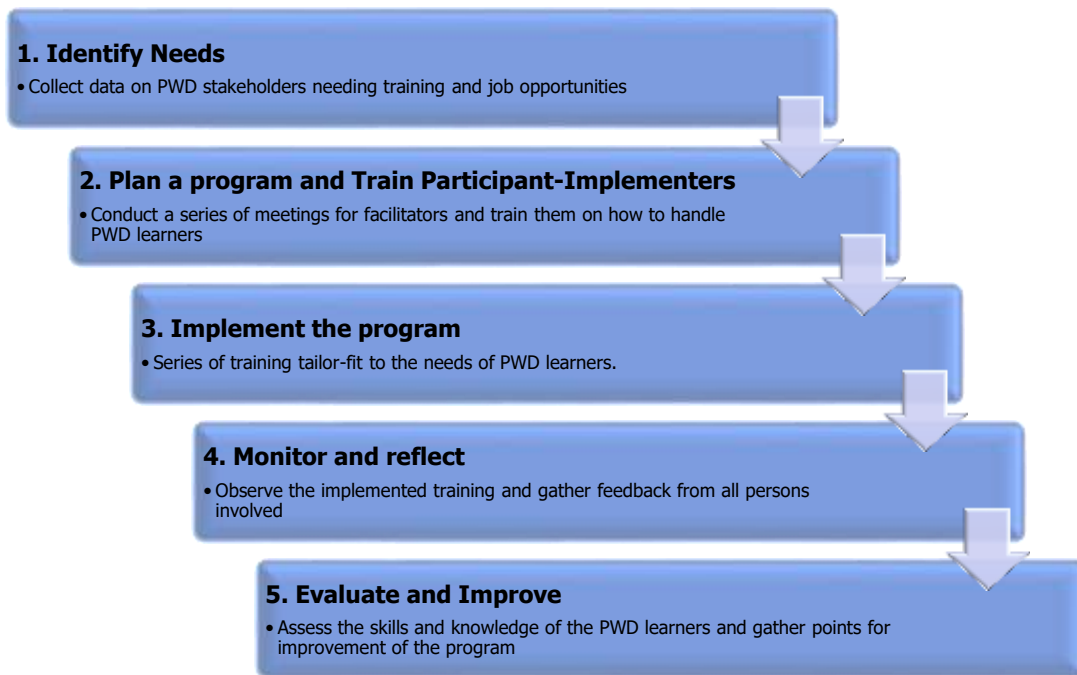 1. Identify Needs
• Collect data on PWD stakeholders needing training and job opportunities
2. Plan a program and Train Participant-Implementers
• Conduct a series of meetings for facilitators and train them on how to handle
PWD learners
3. Implement the program
• Series of training tailor-fit to the needs of PWD learners.
4. Monitor and reflect
• Observe the implemented training and gather feedback from all persons
involved
5. Evaluate and Improve
• Assess the skills and knowledge of the PWD learners and gather points for
improvement of the program